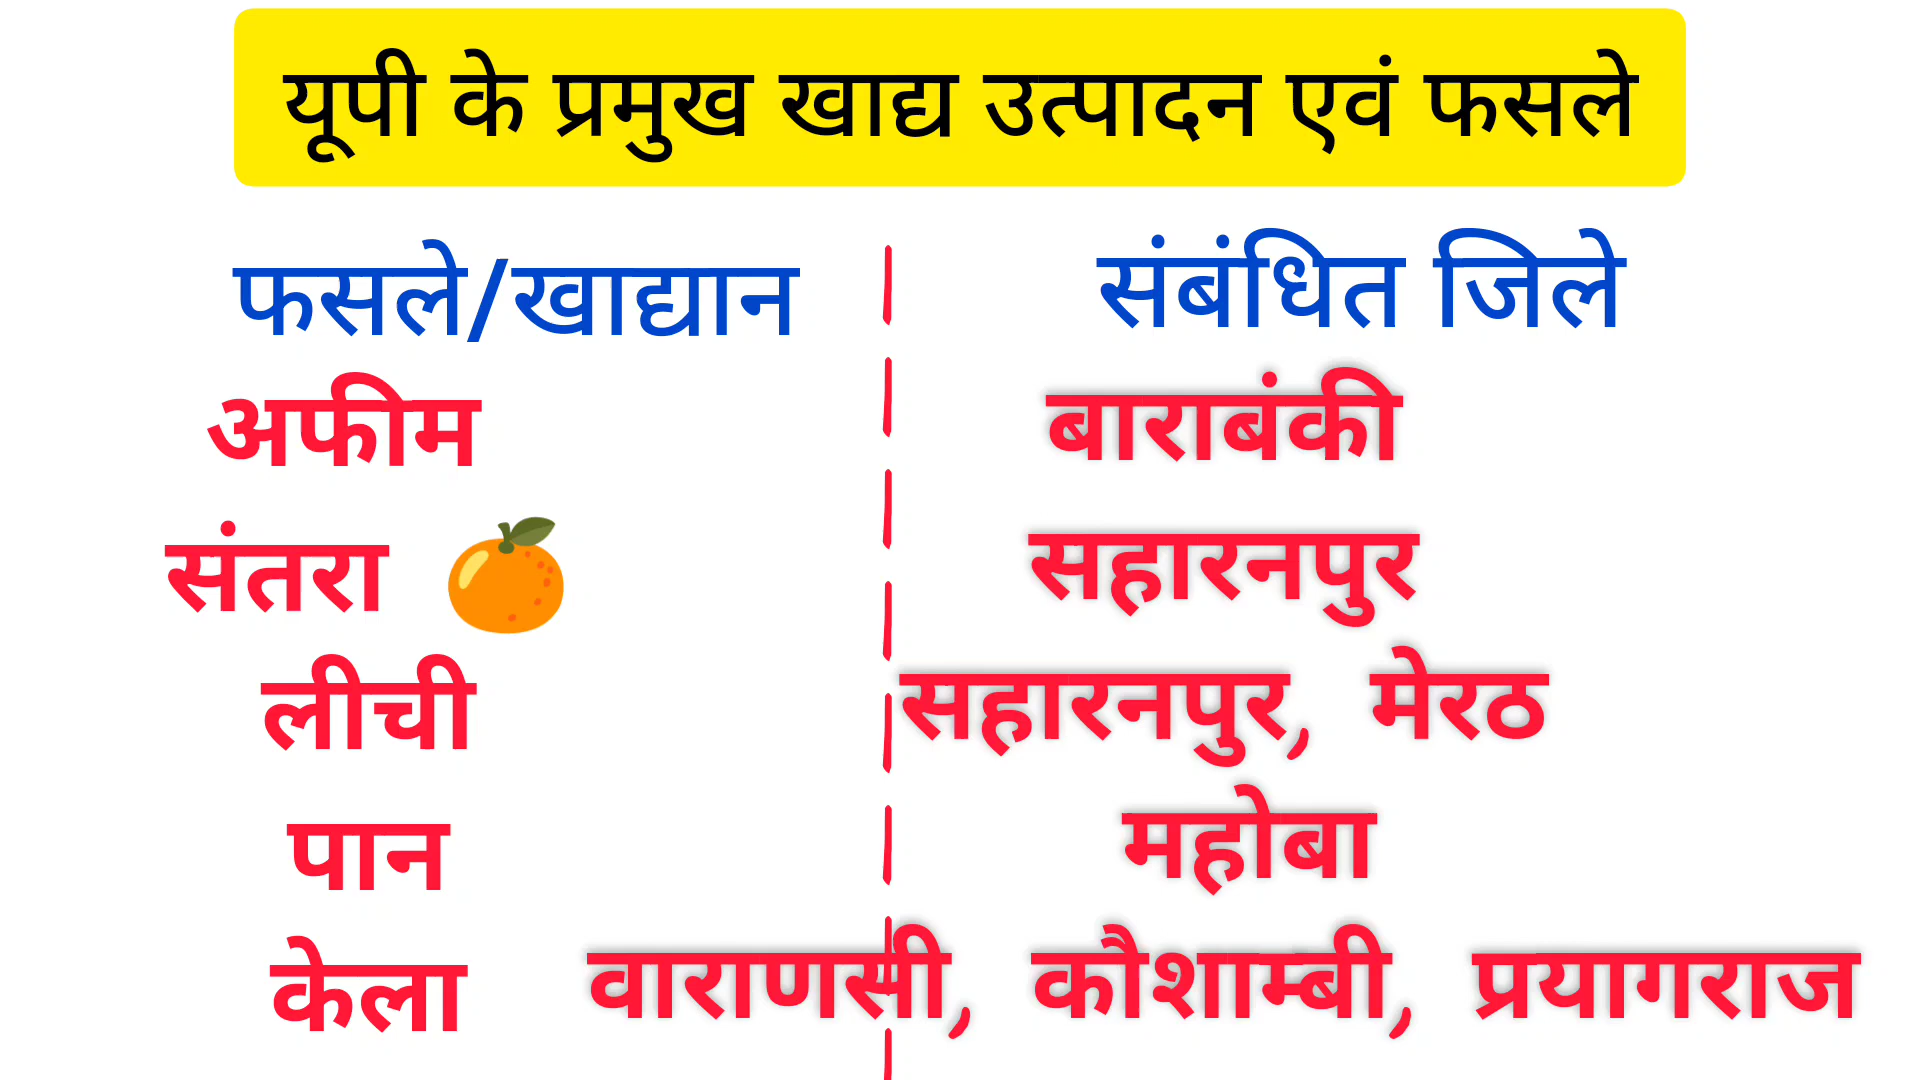 यूपी के प्रमुख खाद्य उत्पादन एवं फसले
फसले/खाद्यान संबंधित जिले
अफीम बाराबंकी
संतरा सहारनपुर
लीची सहारनपुर, मेरठ
पान महोबा
केला वाराणसी, कौशाम्बी, प्रयागराज